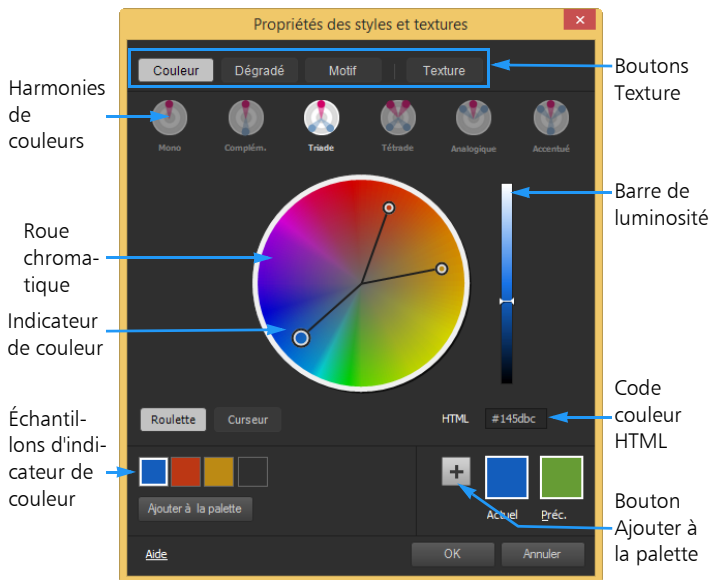 Propriétés des styles et textures
Couleur Dégradé Motif Texture
Boutons
Texture
Harmonies
de
couleurs
Mono Complém. Triade Tétrade Analogique Accentué
Barre de
luminosité
Roue
chroma-
tique
Indicateur
de couleur
Roulette Curseur
HTML #145dbc
Code
couleur
HTML
Échantil-
lons d'indi-
cateur de
couleur
Ajouter à la palette
Actuel Préc.
Bouton
Ajouter à
la palette
Aide
OK Annuler